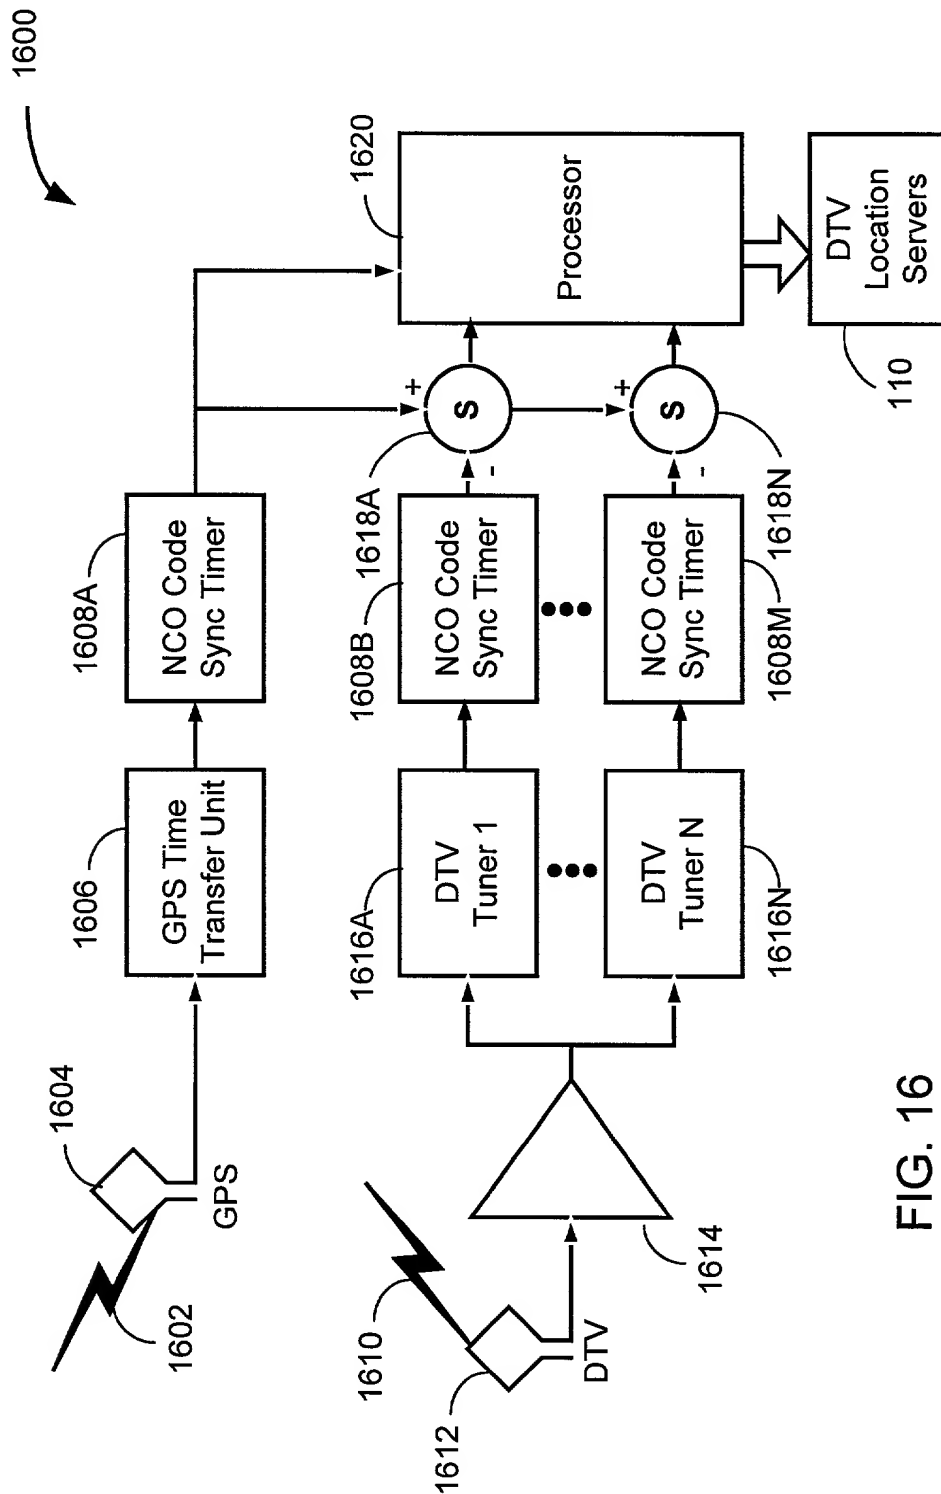 1600
1602
1604
GPS
1606
GPS Time
Transfer Unit
1608A
NCO Code
Sync Timer
1610
1612
DTV
1614
1616A
DTV
Tuner 1
1608B
NCO Code
Sync Timer
1618A
+
S
-
1620
Processor
1616N
DTV
Tuner N
1608M
NCO Code
Sync Timer
1618N
+
S
-
110
DTV
Location
Servers
FIG. 16